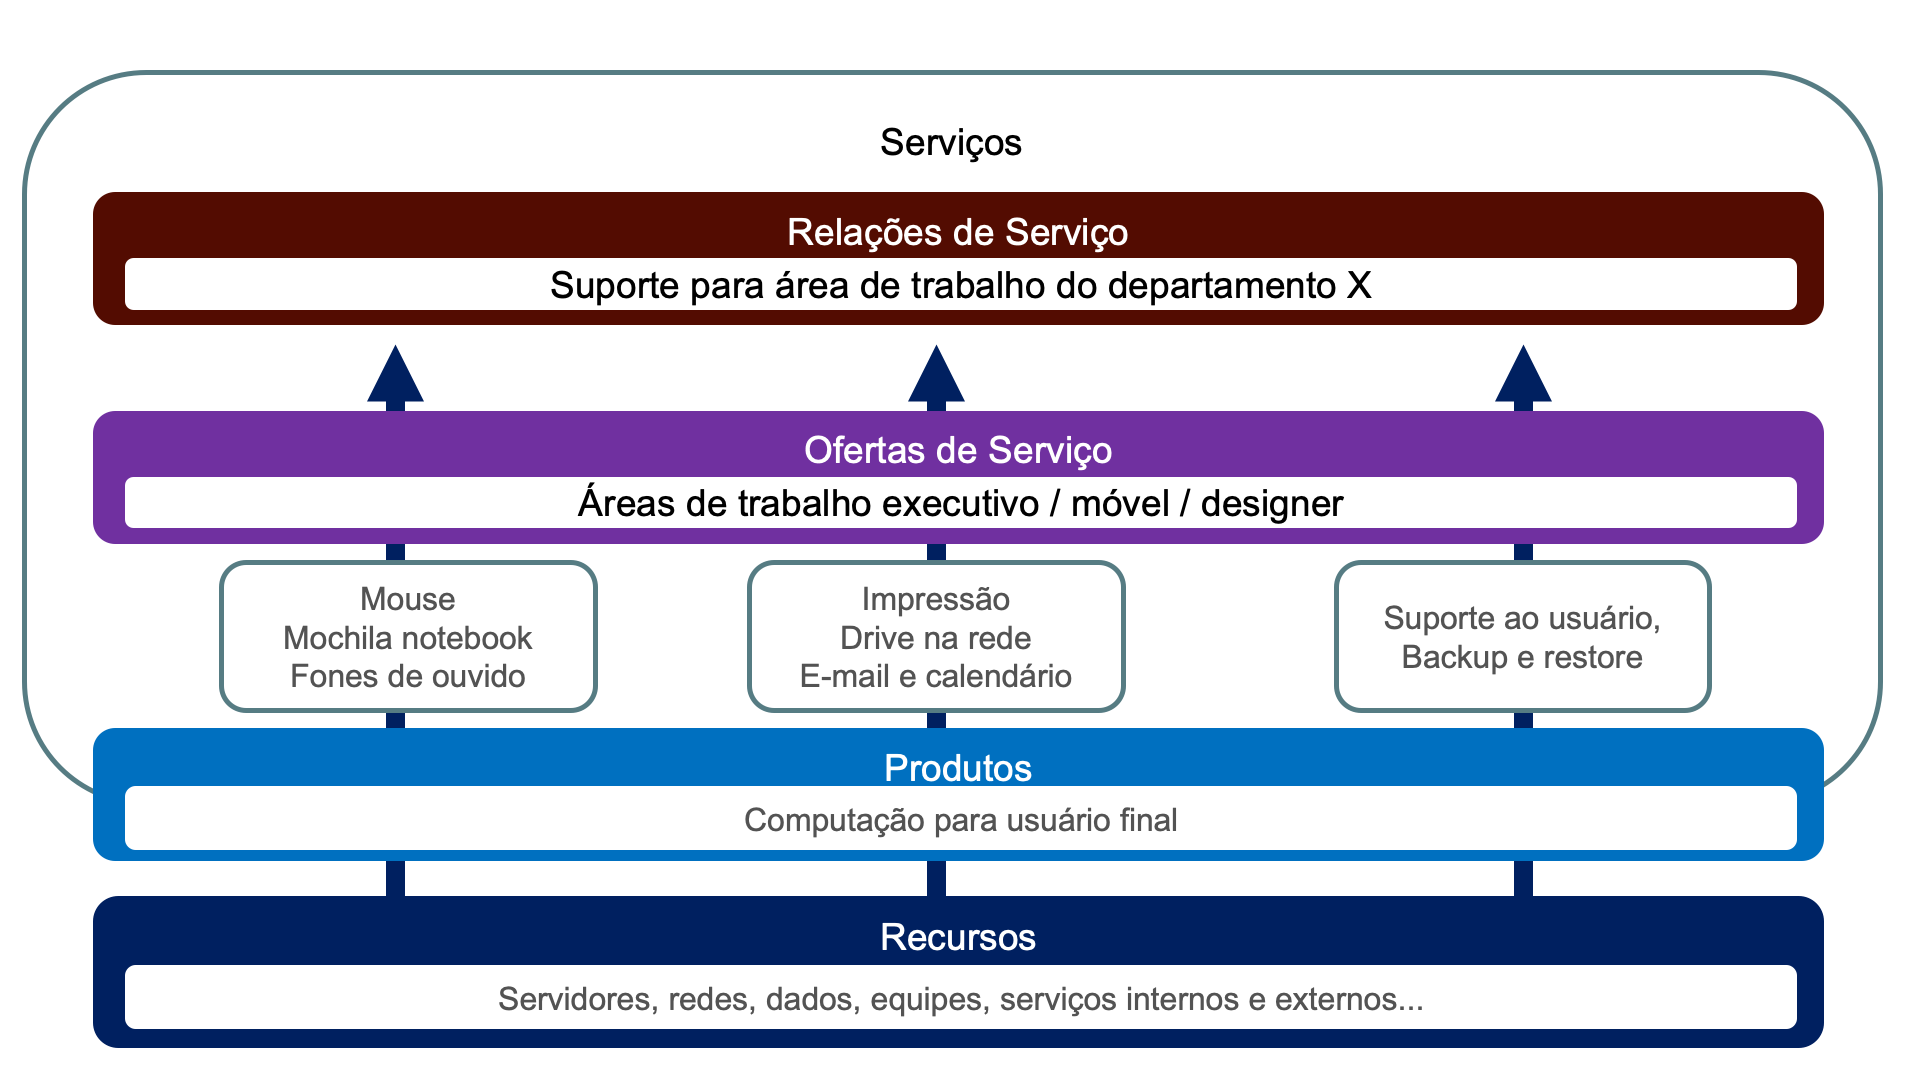 Serviços
Relações de Serviço
Suporte para área de trabalho do departamento X
Ofertas de Serviço
Áreas de trabalho executivo / móvel / designer
Mouse
Mochila notebook
Fones de ouvido
Impressão
Drive na rede
E-mail e calendário
Suporte ao usuário,
Backup e restore
Produtos
Computação para usuário final
Recursos
Servidores, redes, dados, equipes, serviços internos e externos...